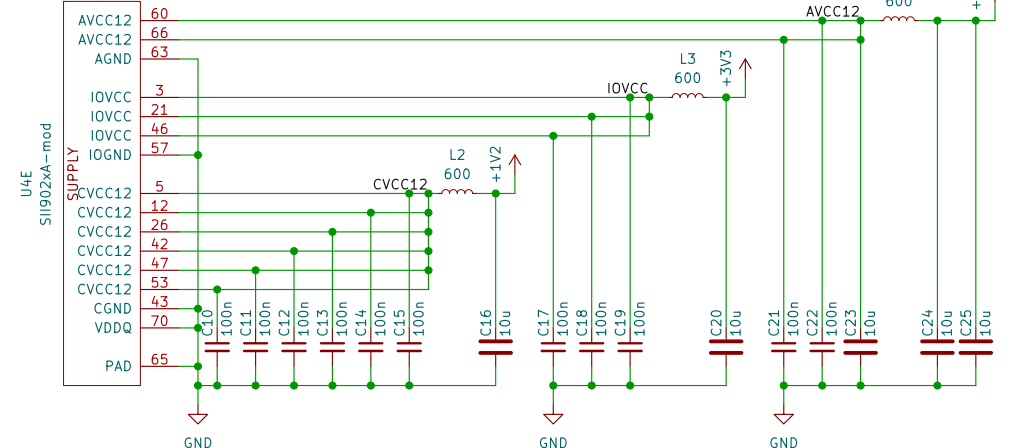 600
AVCC12 60
AVCC12
AVCC12 66
AGND 63
L3
600
+3V3
IOVCC 3
IOVCC
IOVCC 21
IOVCC 46
IOGND 57
U4E
SII902xA-mod
SUPPLY
L2
600
+1V2
CVCC12 5
CVCC12
CVCC12 12
CVCC12 26
CVCC12 42
CVCC12 47
CVCC12 53
CGND 43
VDDQ 70
PAD 65
C10 100n
C11 100n
C12 100n
C13 100n
C14 100n
C15 100n
C16 10u
C17 100n
C18 100n
C19 100n
C20 10u
C21 100n
C22 100n
C23 10u
C24 10u
C25 10u
GND
GND
GND